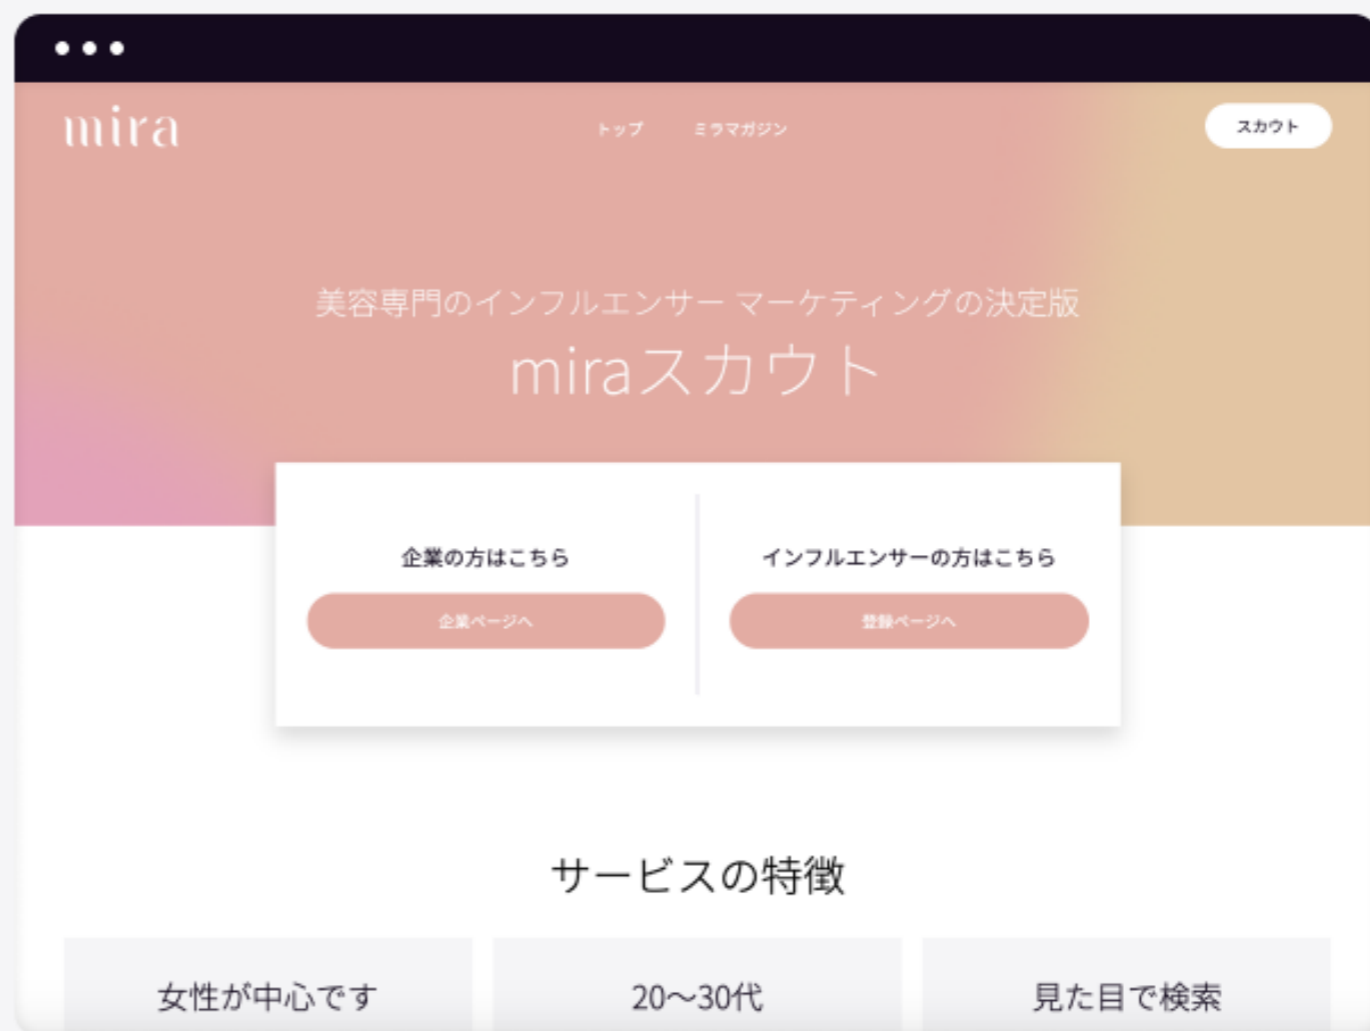 mira
トップ ミラマガジン
スカウト
美容専門のインフルエンサー マーケティングの決定版
miraスカウト
企業の方はこちら
企業ページへ
インフルエンサーの方はこちら
登録ページへ
サービスの特徴
女性が中心です
20〜30代
見た目で検索